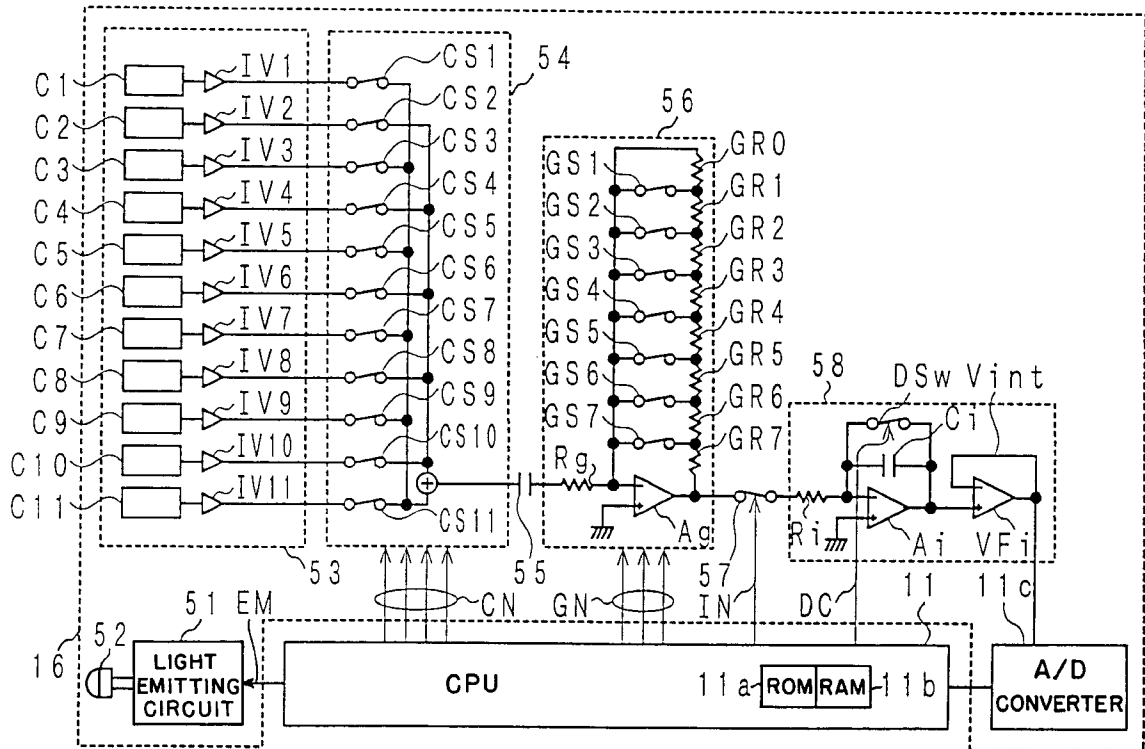 C1 IV1 CS1 54
C2 IV2 CS2
C3 IV3 CS3 56
C4 IV4 CS4 GS1 GR0
C5 IV5 CS5 GS2 GR1
C6 IV6 CS6 GS3 GR2
C7 IV7 CS7 GS4 GR3
C8 IV8 CS8 GS5 GR4
C9 IV9 CS9 GS6 GR5 58 DSw Vint
C10 IV10 CS10 GS7 GR6 Ci
C11 IV11 CS11 Rg GR7
53 55 Ag 57 Ri Ai VFi
CN GN IN DC 11 11c
16 52 51 EM
LIGHT
EMITTING
CIRCUIT
CPU
11a ROM RAM 11b
A/D
CONVERTER